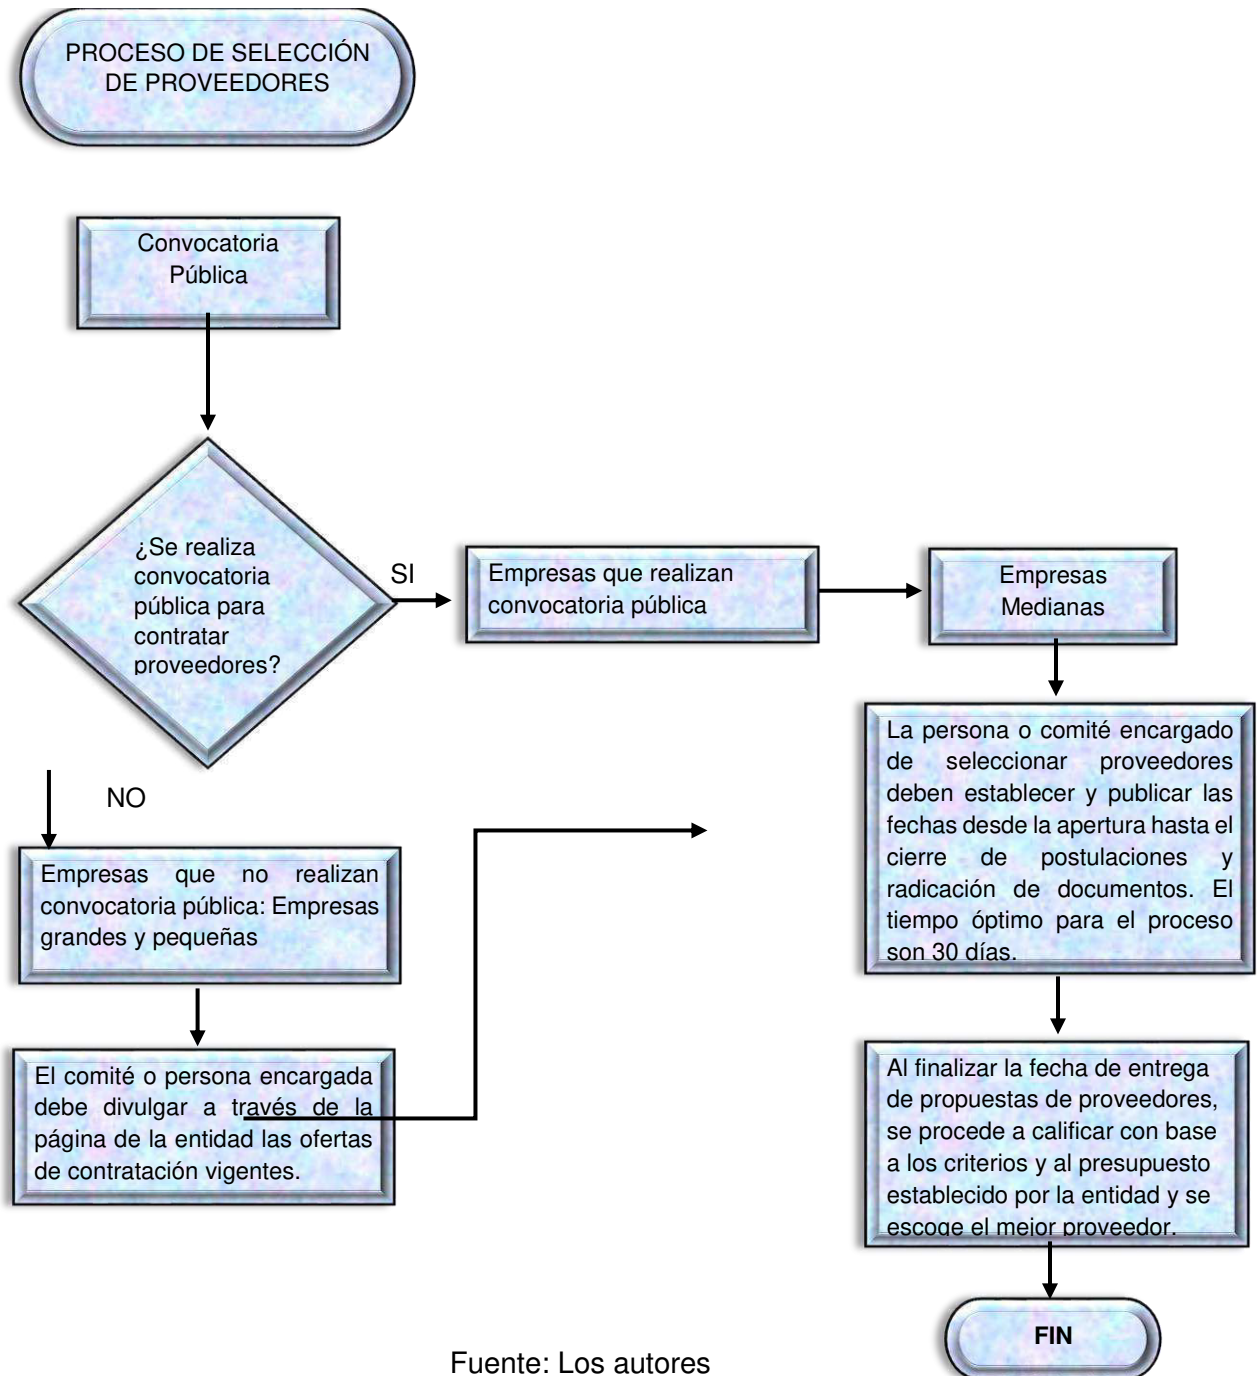 PROCESO DE SELECCIÓN
DE PROVEEDORES
Convocatoria
Pública
¿Se realiza
convocatoria
pública para
contratar
proveedores?
SI
Empresas que realizan
convocatoria pública
Empresas
Medianas
La persona o comité encargado
de seleccionar proveedores
deben establecer y publicar las
fechas desde la apertura hasta el
cierre de postulaciones y
radicación de documentos. El
tiempo óptimo para el proceso
son 30 días.
NO
Empresas que no realizan
convocatoria pública: Empresas
grandes y pequeñas
El comité o persona encargada
debe divulgar a través de la
página de la entidad las ofertas
de contratación vigentes.
Al finalizar la fecha de entrega
de propuestas de proveedores,
se procede a calificar con base
a los criterios y al presupuesto
establecido por la entidad y se
escoge el mejor proveedor.
FIN
Fuente: Los autores